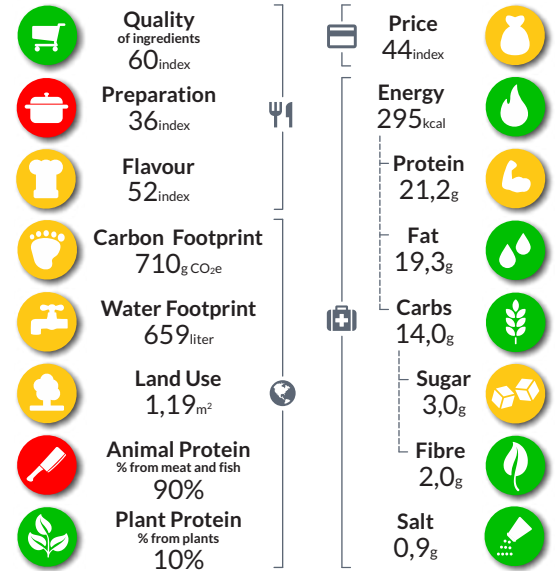 Quality
of ingredients
60index
Preparation
36index
Flavour
52index
Carbon Footprint
710g CO₂e
Water Footprint
659liter
Land Use
1,19m²
Animal Protein
% from meat and fish
90%
Plant Protein
% from plants
10%
Price
44index
Energy
295kcal
Protein
21,2g
Fat
19,3g
Carbs
14,0g
Sugar
3,0g
Fibre
2,0g
Salt
0,9g